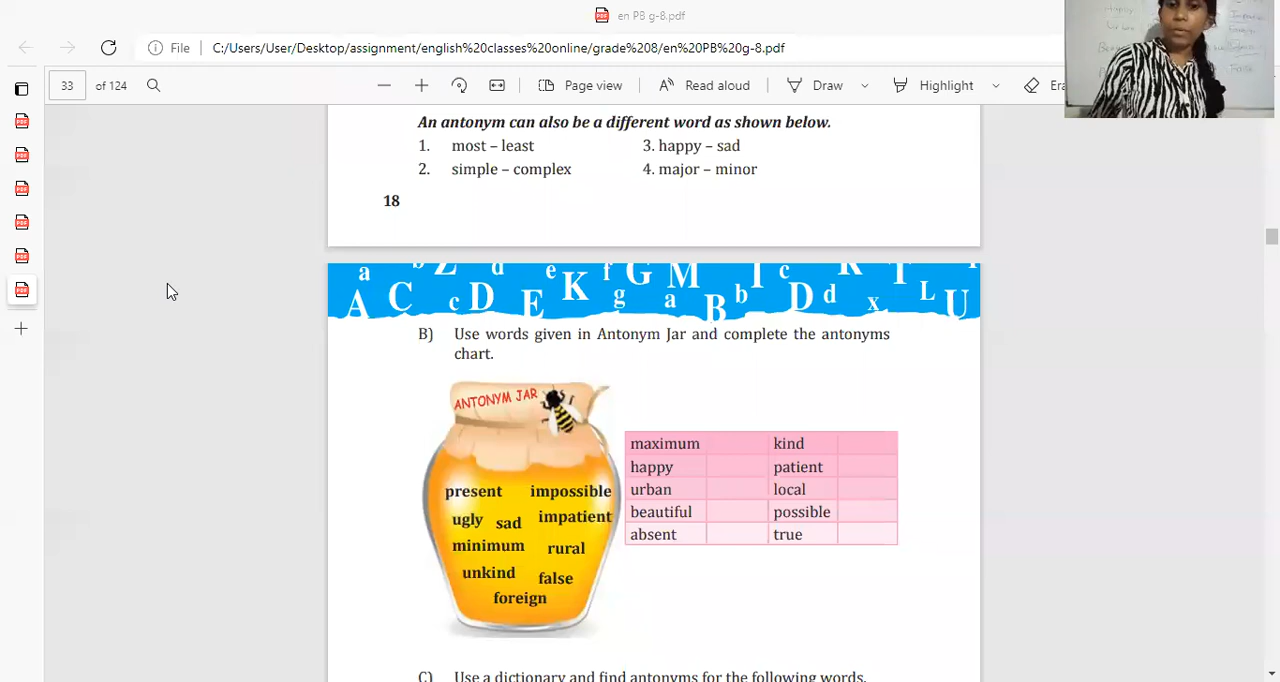 en PB g-8.pdf
File C:/Users/User/Desktop/assignment/english%20classes%20online/grade%208/en%20PB%20g-8.pdf
33 of 124 Page view Read aloud Draw Highlight
An antonym can also be a different word as shown below.
1. most – least 3. happy – sad
2. simple – complex 4. major – minor
18
B) Use words given in Antonym Jar and complete the antonyms
chart.
ANTONYM JAR
present impossible
ugly sad impatient
minimum rural
unkind false
foreign
maximum kind
happy patient
urban local
beautiful possible
absent true
C) Use a dictionary and find antonyms for the following words.